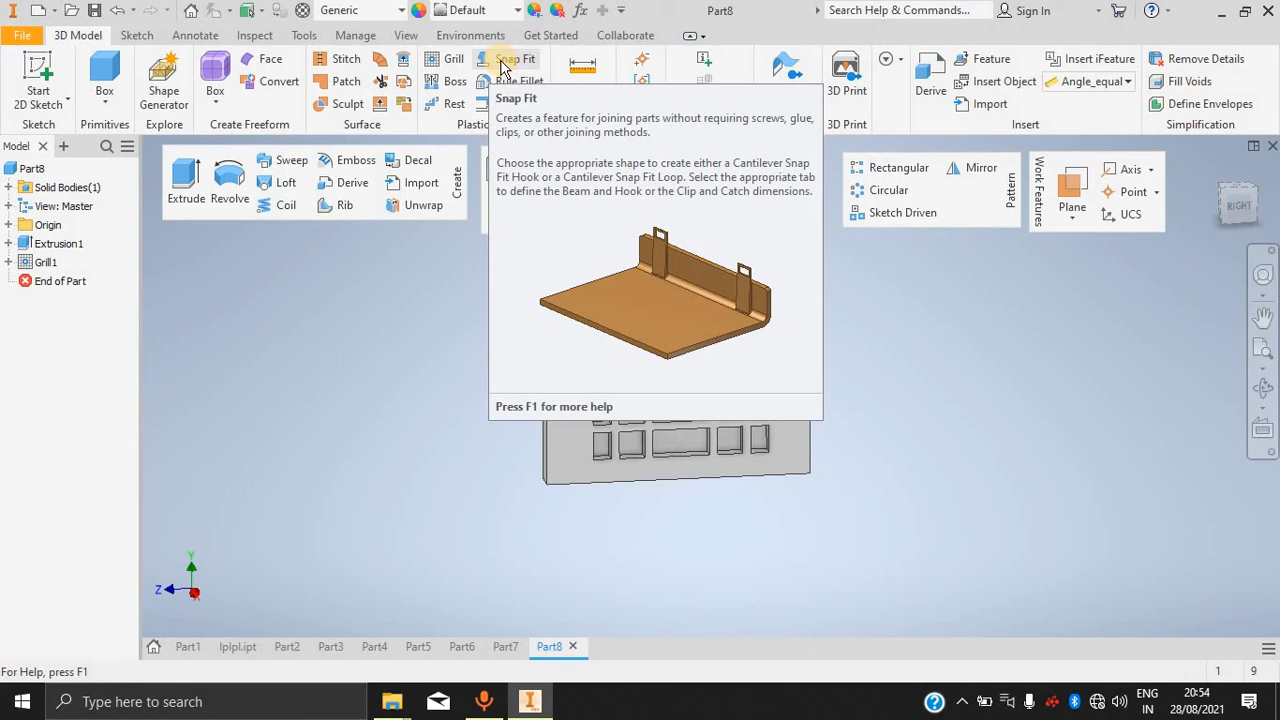 Generic
Default
fx
Part8
Search Help & Commands...
Sign In
File
3D Model
Sketch
Annotate
Inspect
Tools
Manage
View
Environments
Get Started
Collaborate
Start
2D Sketch
Sketch
Box
Primitives
Shape
Generator
Explore
Box
Face
Convert
Create Freeform
Stitch
Patch
Sculpt
Surface
Grill
Boss
Rest
Snap Fit
Rule Fillet
3D Print
3D Print
Derive
Feature
Insert Object
Import
Insert iFeature
Angle_equal
Insert
Remove Details
Fill Voids
Define Envelopes
Simplify
Snap Fit
Creates a feature for joining parts without requiring screws, glue,
clips, or other joining methods.
Choose the appropriate shape to create either a Cantilever Snap
Fit Hook or a Cantilever Snap Fit Loop. Select the appropriate tab
to define the Beam and Hook or the Clip and Catch dimensions.
Press F1 for more help
Model
Part8
Solid Bodies(1)
View: Master
Origin
Extrusion1
Grill1
End of Part
Extrude
Revolve
Sweep
Loft
Coil
Emboss
Derive
Rib
Decal
Import
Unwrap
Create
Rectangular
Circular
Sketch Driven
Mirror
Pattern
Work Features
Plane
Axis
Point
UCS
RIGHT
Y
Z
X
Part1
lplpl.ipt
Part2
Part3
Part4
Part5
Part6
Part7
Part8
For Help, press F1
1
9
Type here to search
ENG
IN
20:54
28/08/2021